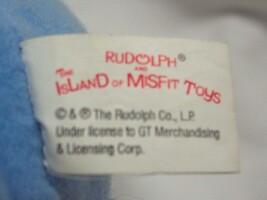 RUDOLPH®
AND
THE ISLAND OF MISFIT TOYS
©& ® The Rudolph Co., L.P.
Under license to GT Merchandising
& Licensing Corp.